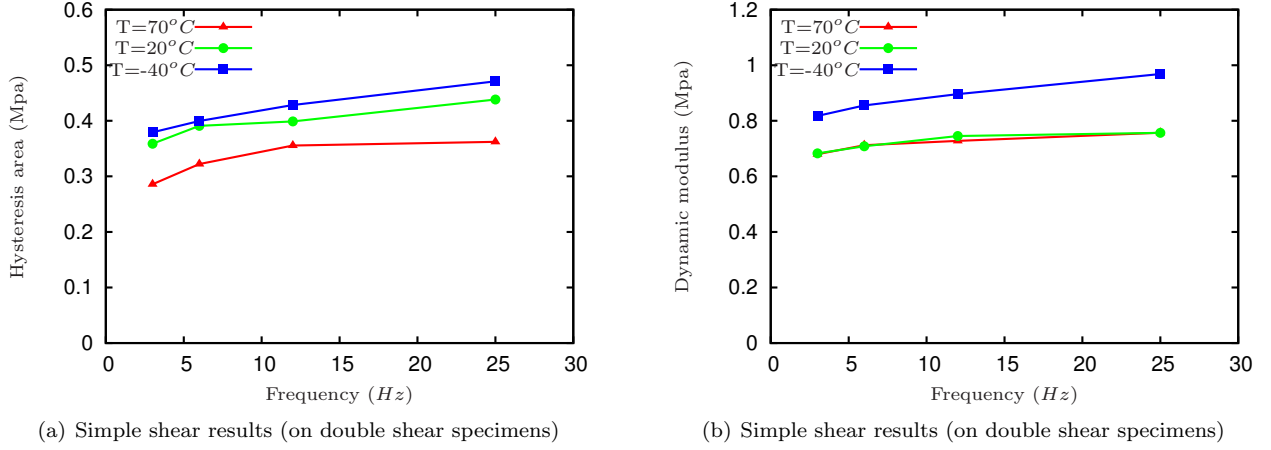 0.6
0.5
0.4
0.3
0.2
0.1
0
0 5 10 15 20 25 30
Hysteresis area (Mpa)
Frequency (Hz)
T=70°C
T=20°C
T=-40°C
(a) Simple shear results (on double shear specimens)
1.2
1
0.8
0.6
0.4
0.2
0
0 5 10 15 20 25 30
Dynamic modulus (Mpa)
Frequency (Hz)
T=70°C
T=20°C
T=-40°C
(b) Simple shear results (on double shear specimens)